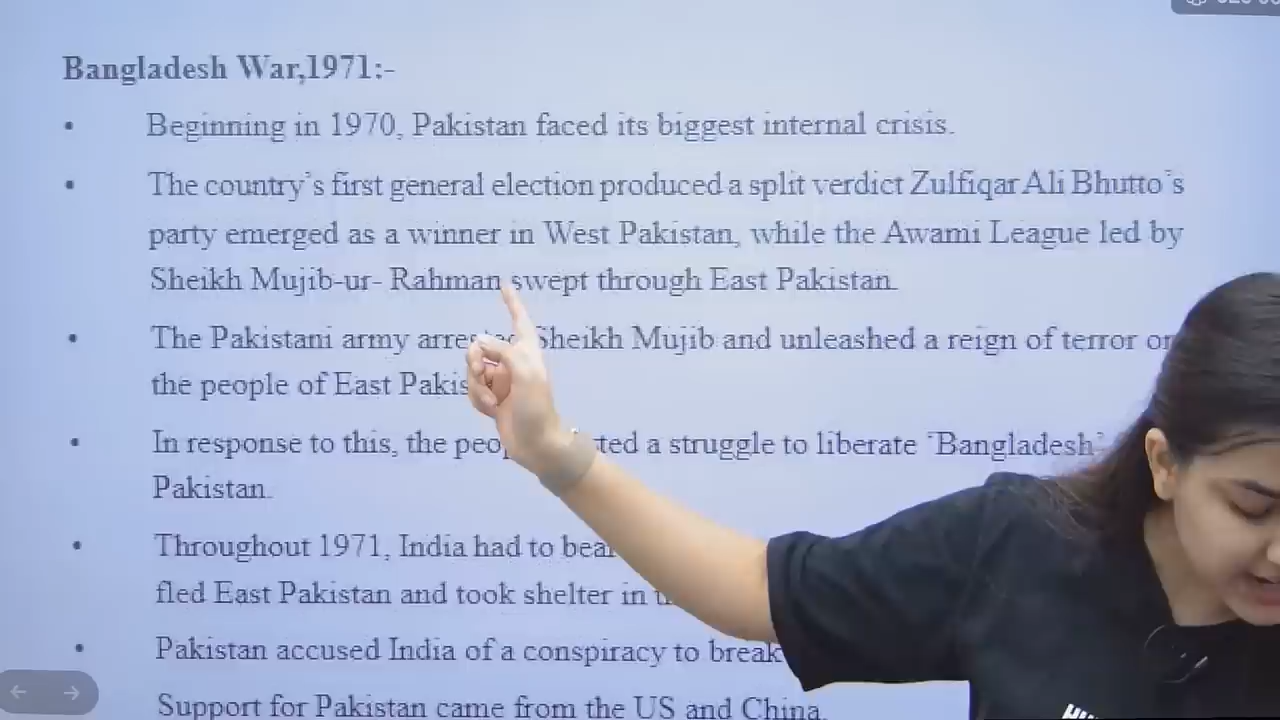 Bangladesh War,1971:-
• Beginning in 1970, Pakistan faced its biggest internal crisis.
• The country's first general election produced a split verdict Zulfiqar Ali Bhutto's
party emerged as a winner in West Pakistan, while the Awami League led by
Sheikh Mujib-ur- Rahman swept through East Pakistan.
• The Pakistani army Sheikh Mujib and unleashed a reign of terror
the people of East
• In response to this, the a struggle to liberate 'Bangladesh'
Pakistan.
• Throughout 1971, India had to
fled East Pakistan and took shelter in
• Pakistan accused India of a conspiracy to break
Support for Pakistan came from the US and China.